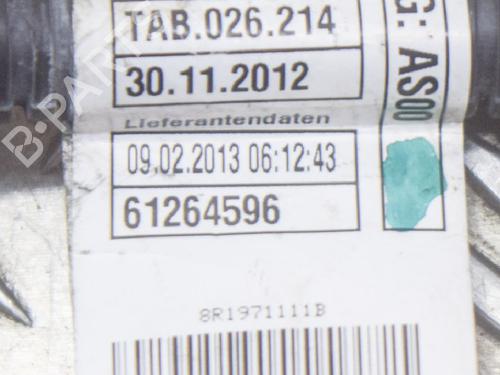 TAB.026.214
30.11.2012
Lieferantendaten
09.02.2013 06:12:43
61264596
8R1971111B
G: AS00
B-PARTS